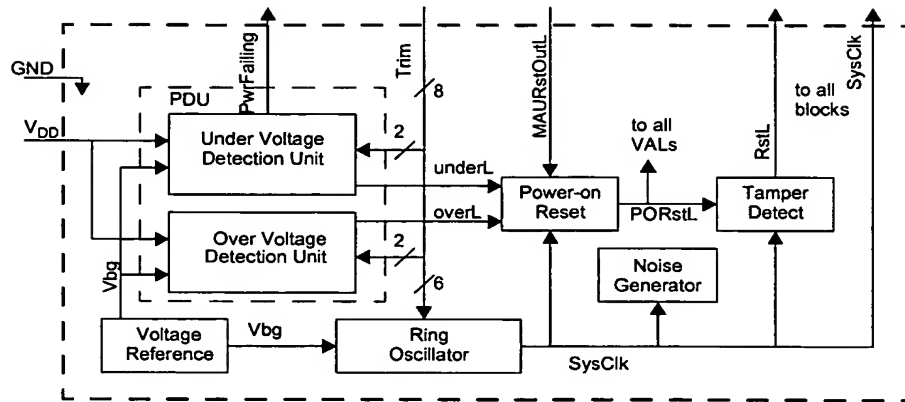 GND
VDD
PwrFailing
Trim
8
MAURstOutL
RstL
to all
blocks
SysClk
PDU
Under Voltage
Detection Unit
2
underL
to all
VALs
Power-on
Reset
PORstL
Tamper
Detect
overL
Over Voltage
Detection Unit
2
6
Vbg
Noise
Generator
Voltage
Reference
Vbg
Ring
Oscillator
SysClk